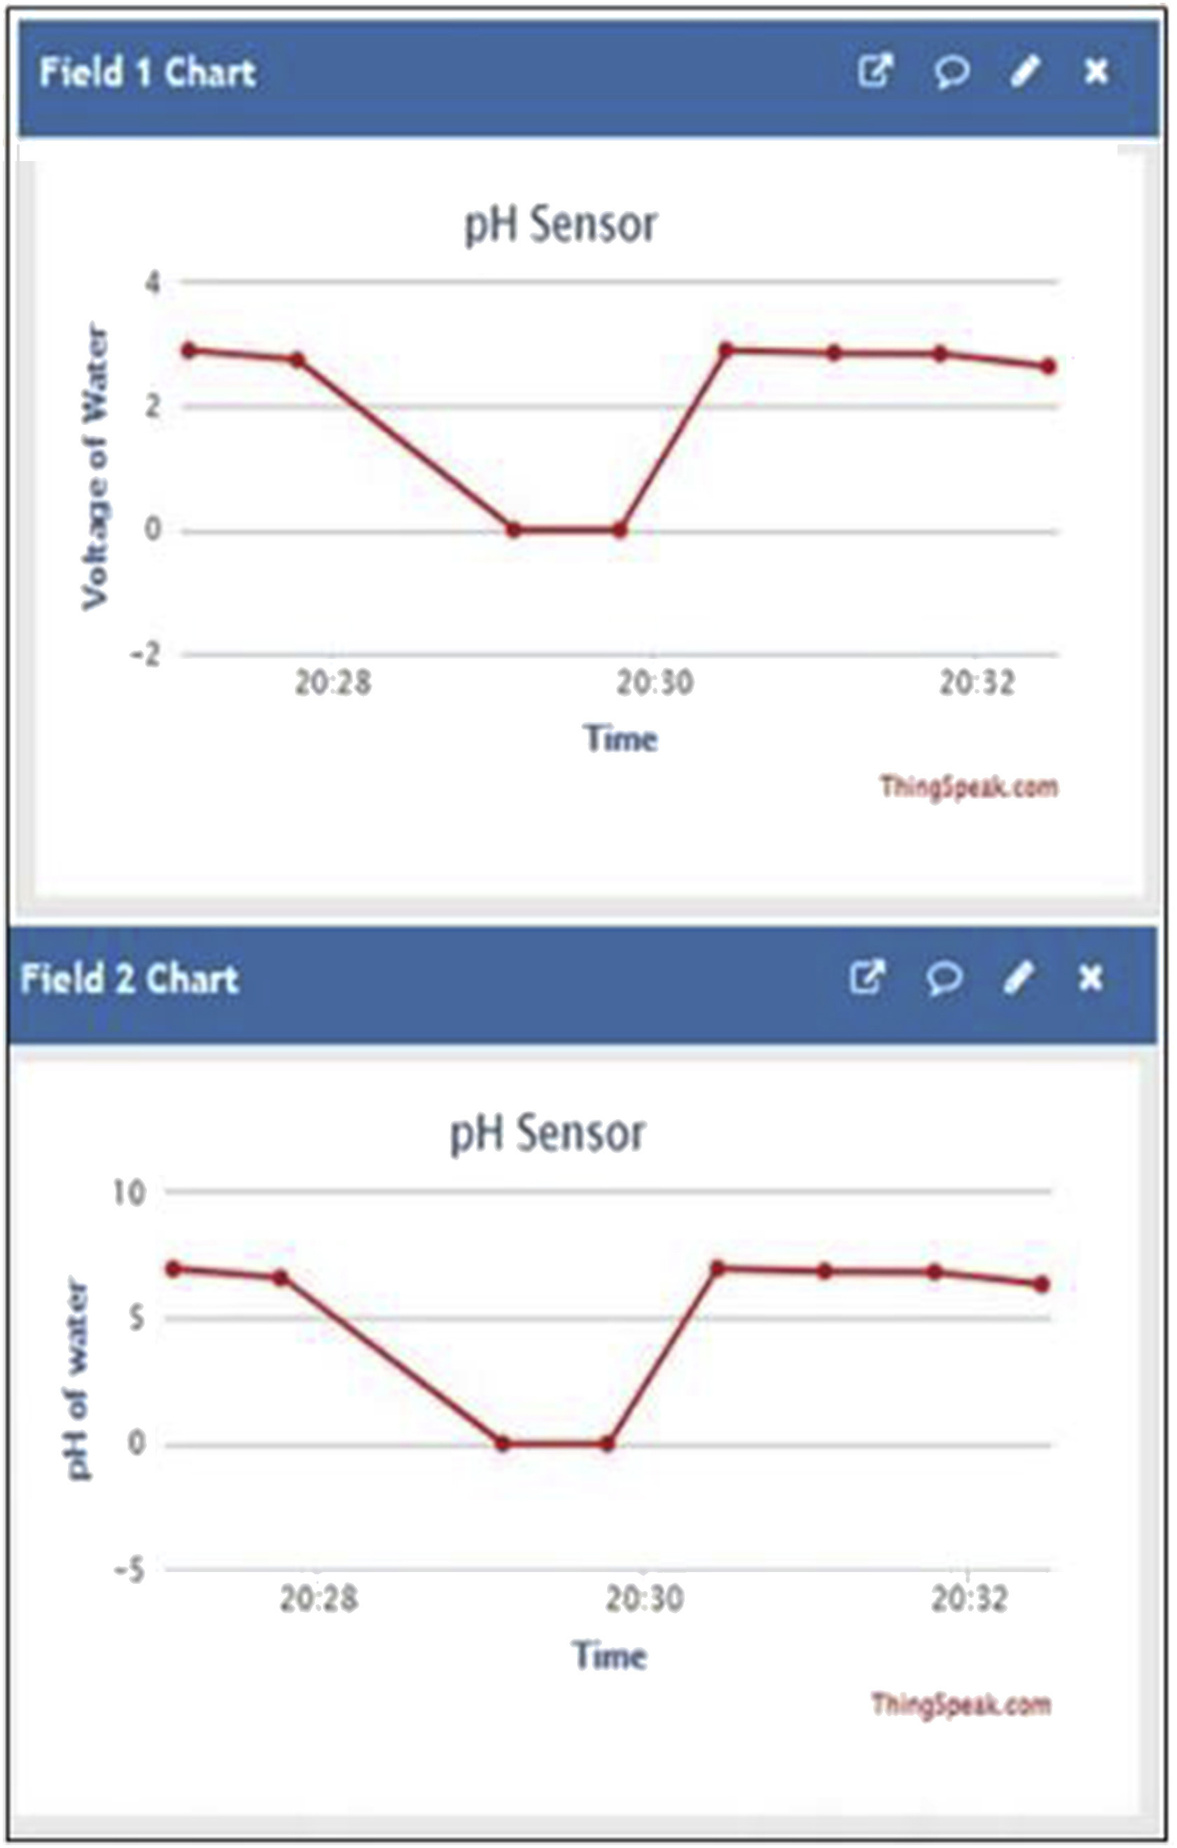 Field 1 Chart
pH Sensor
4
2
0
-2
Voltage of Water
20:28 20:30 20:32
Time
ThingSpeak.com
Field 2 Chart
pH Sensor
10
5
0
-5
pH of water
20:28 20:30 20:32
Time
ThingSpeak.com